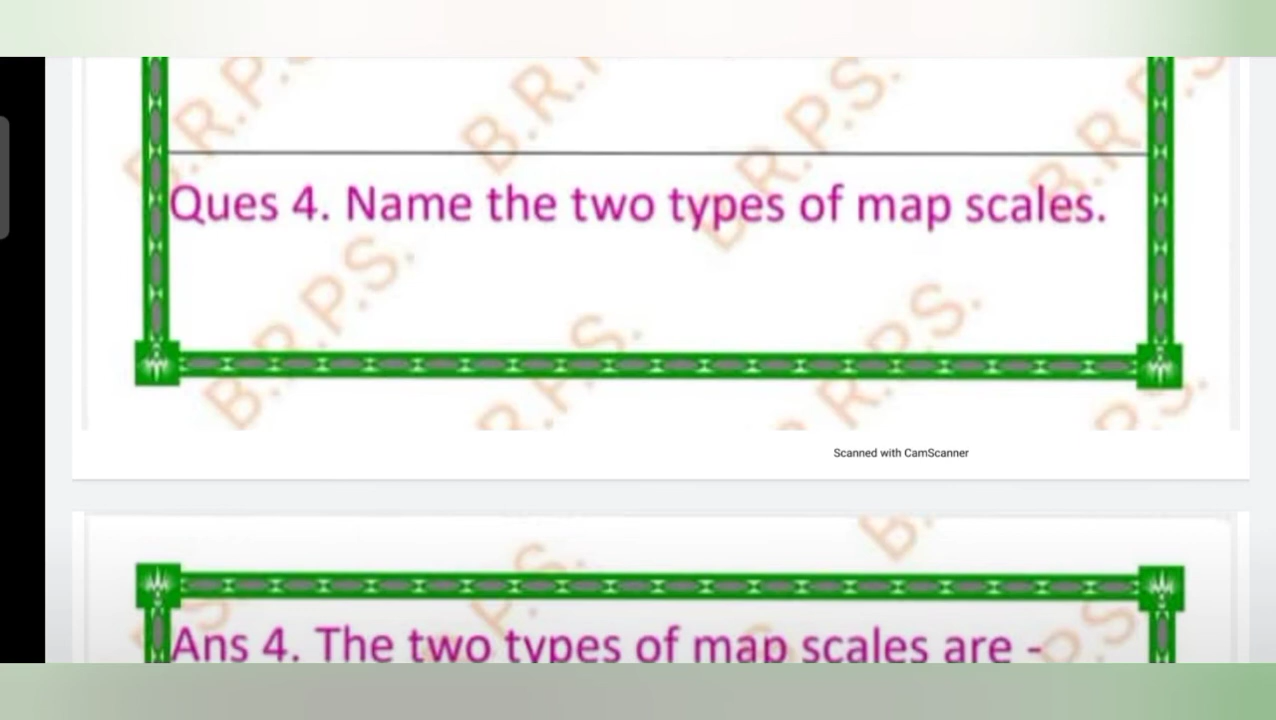 B.R.P.S.
B.R.P.S.
Ques 4. Name the two types of map scales.
B.R.P.S.
Scanned with CamScanner
Ans 4. The two types of map scales are -